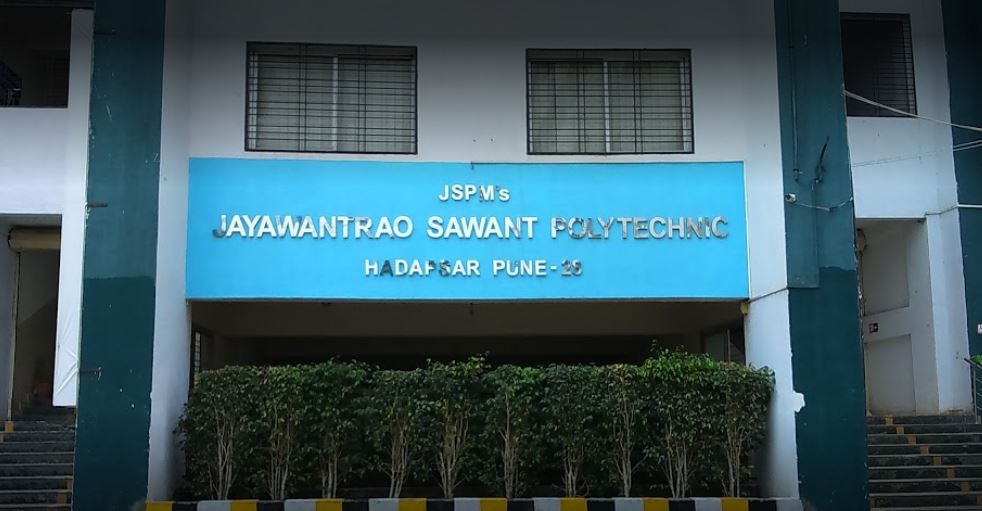 JSPM's
JAYAWANTRAO SAWANT POLYTECHNIC
HADAPSAR PUNE - 28